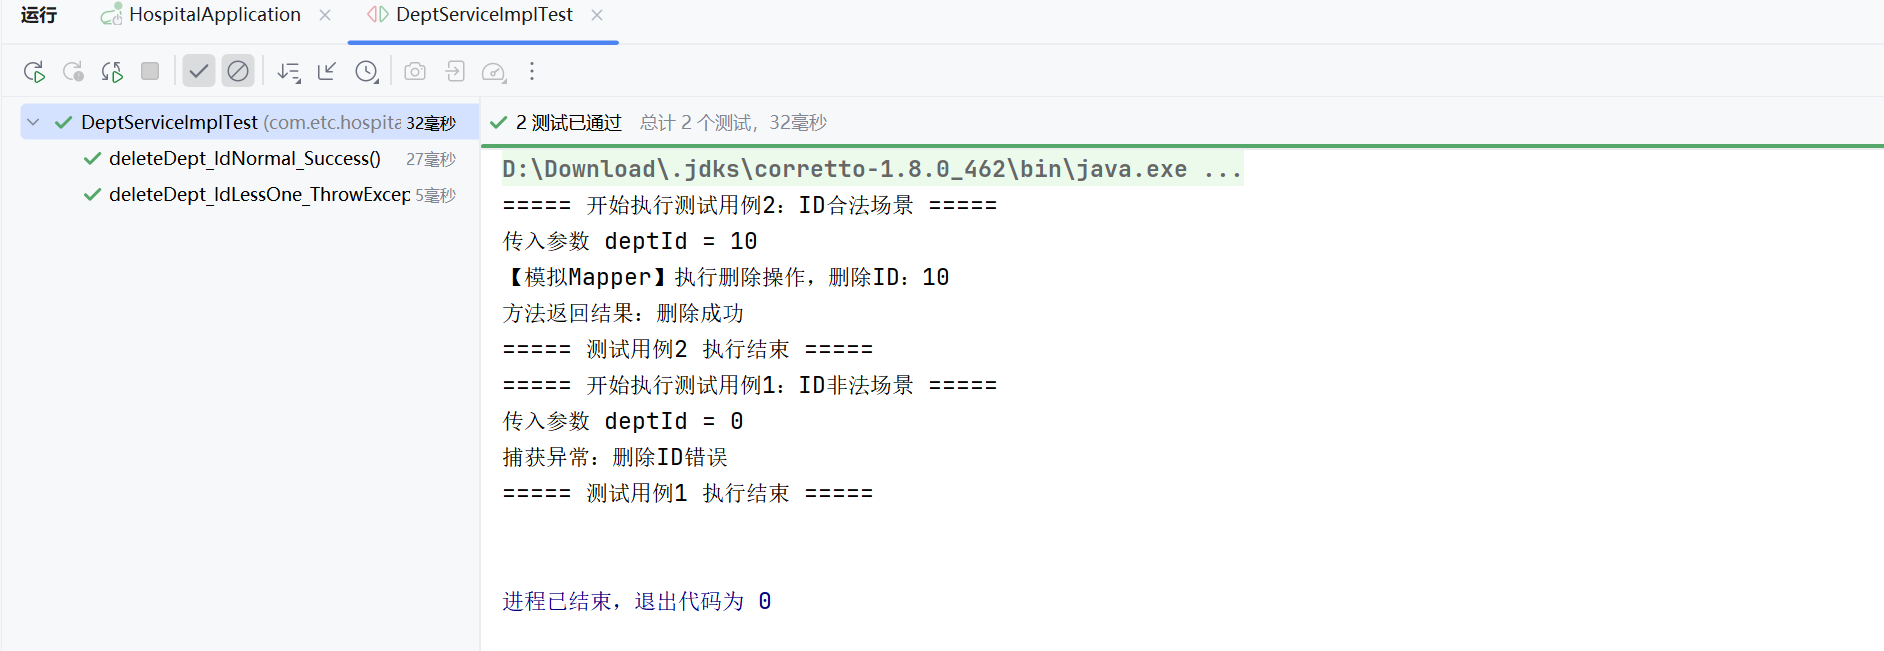 运行 HospitalApplication DeptServiceImplTest
DeptServiceImplTest (com.etc.hospita 32毫秒
deleteDept_IdNormal_Success() 27毫秒
deleteDept_IdLessOne_ThrowExcep 5毫秒
2 测试已通过 总计 2 个测试，32毫秒
D:\Download\.jdks\corretto-1.8.0_462\bin\java.exe ...
===== 开始执行测试用例2：ID合法场景 =====
传入参数 deptId = 10
【模拟Mapper】执行删除操作，删除ID：10
方法返回结果：删除成功
===== 测试用例2 执行结束 =====
===== 开始执行测试用例1：ID非法场景 =====
传入参数 deptId = 0
捕获异常：删除ID错误
===== 测试用例1 执行结束 =====
进程已结束，退出代码为 0